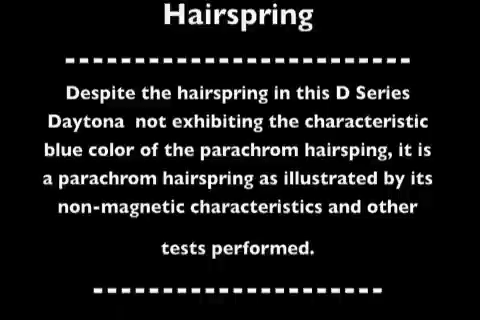 Hairspring
Despite the hairspring in this D Series
Daytona not exhibiting the characteristic
blue color of the parachrom hairsping, it is
a parachrom hairspring as illustrated by its
non-magnetic characteristics and other
tests performed.